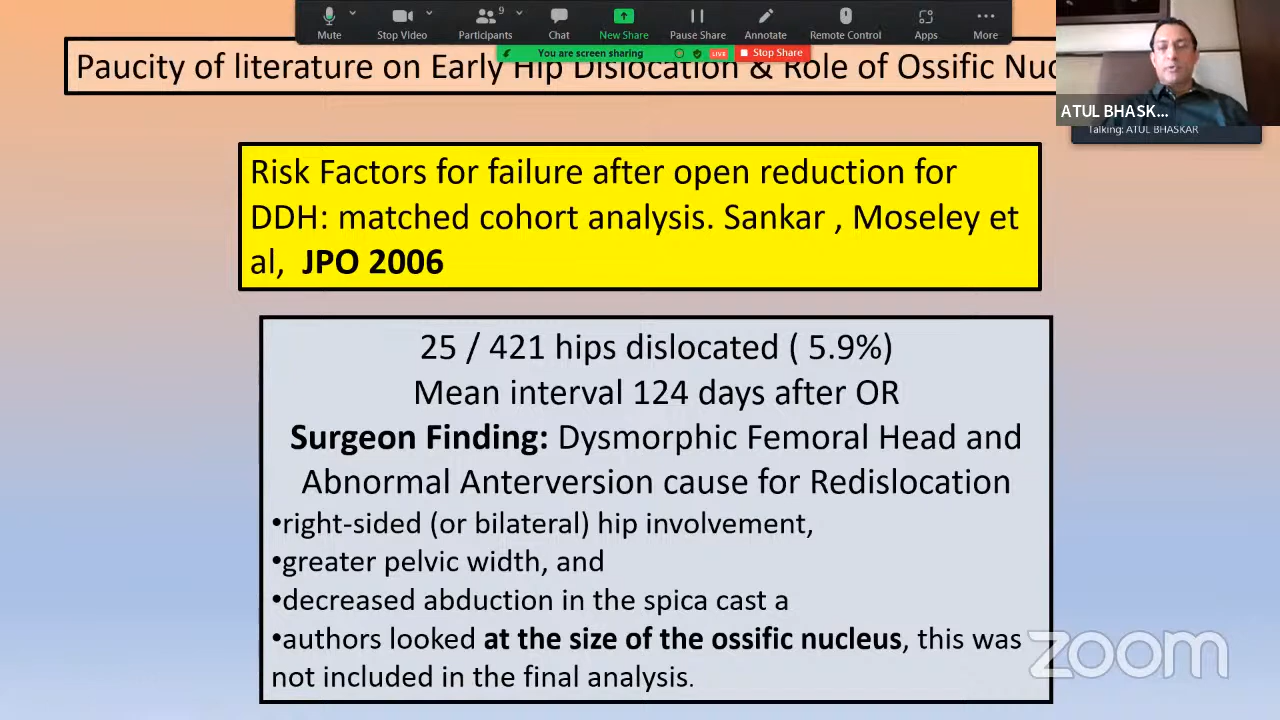 9
Mute
Stop Video
Participants
Chat
New Share
Pause Share
Annotate
Remote Control
Apps
More
You are screen sharing
LIVE
Stop Share
Paucity of literature on Early Hip Dislocation & Role of Ossific Nuc
ATUL BHASK...
Talking: ATUL BHASKAR
Risk Factors for failure after open reduction for
DDH: matched cohort analysis. Sankar , Moseley et
al, JPO 2006
25 / 421 hips dislocated ( 5.9%)
Mean interval 124 days after OR
Surgeon Finding: Dysmorphic Femoral Head and
Abnormal Anterversion cause for Redislocation
•right-sided (or bilateral) hip involvement,
•greater pelvic width, and
•decreased abduction in the spica cast a
•authors looked at the size of the ossific nucleus, this was
not included in the final analysis.
zoom